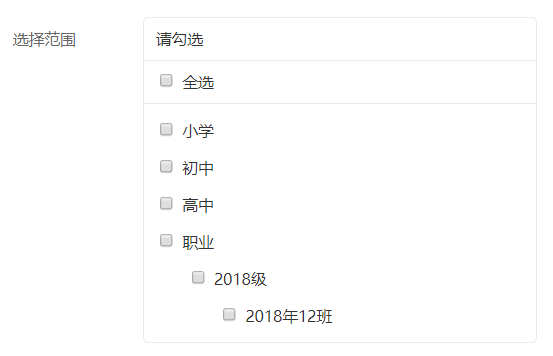 选择范围
请勾选
全选
小学
初中
高中
职业
2018级
2018年12班